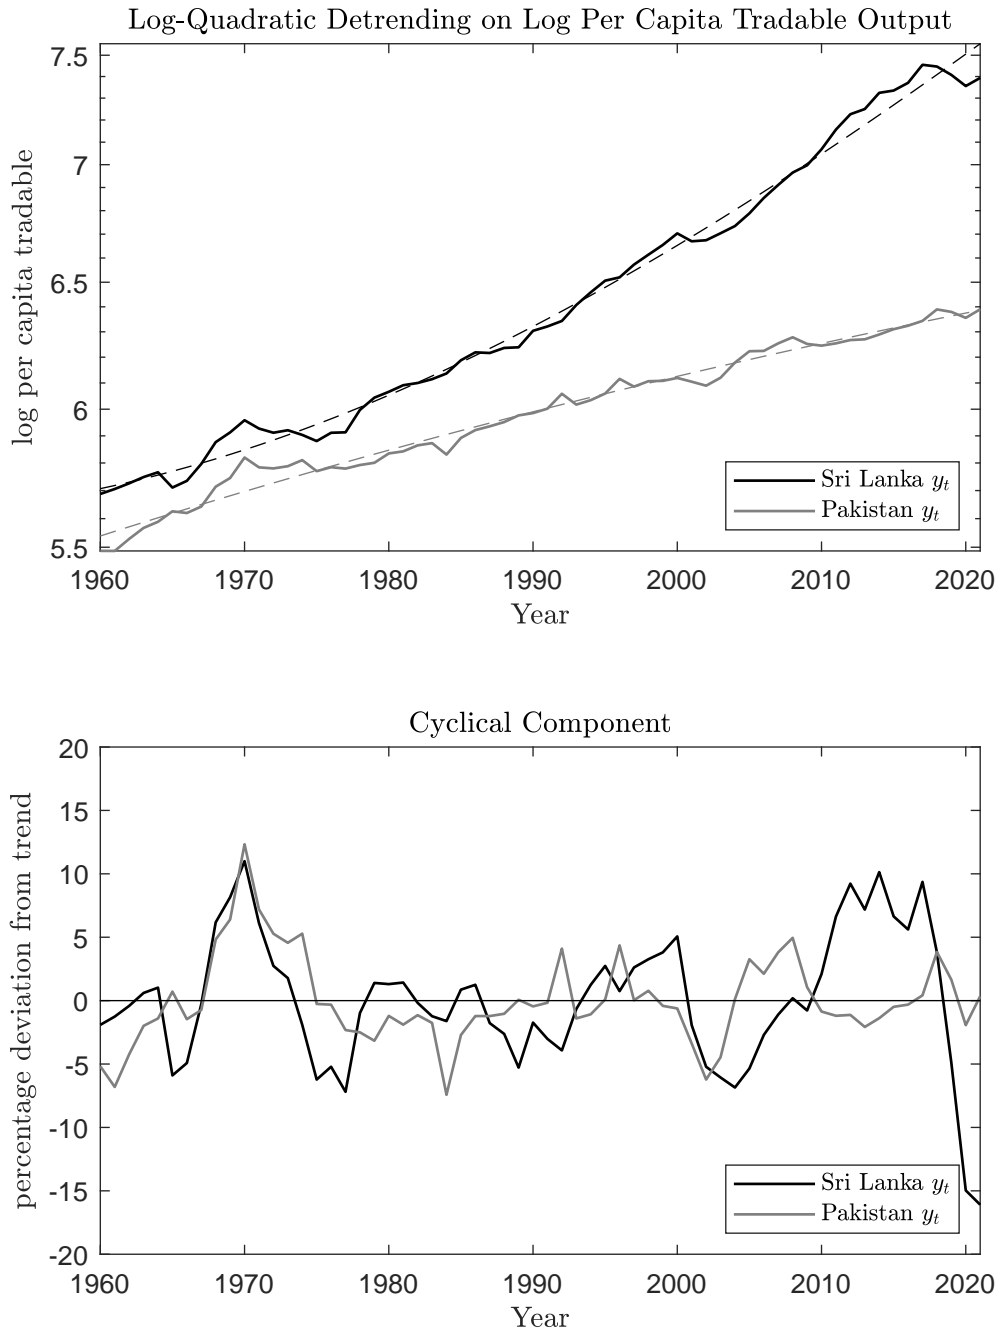 Log-Quadratic Detrending on Log Per Capita Tradable Output
7.5
7
6.5
6
5.5
log per capita tradable
Sri Lanka y_t
Pakistan y_t
1960 1970 1980 1990 2000 2010 2020
Year
Cyclical Component
20
15
10
5
0
-5
-10
-15
-20
percentage deviation from trend
Sri Lanka y_t
Pakistan y_t
1960 1970 1980 1990 2000 2010 2020
Year